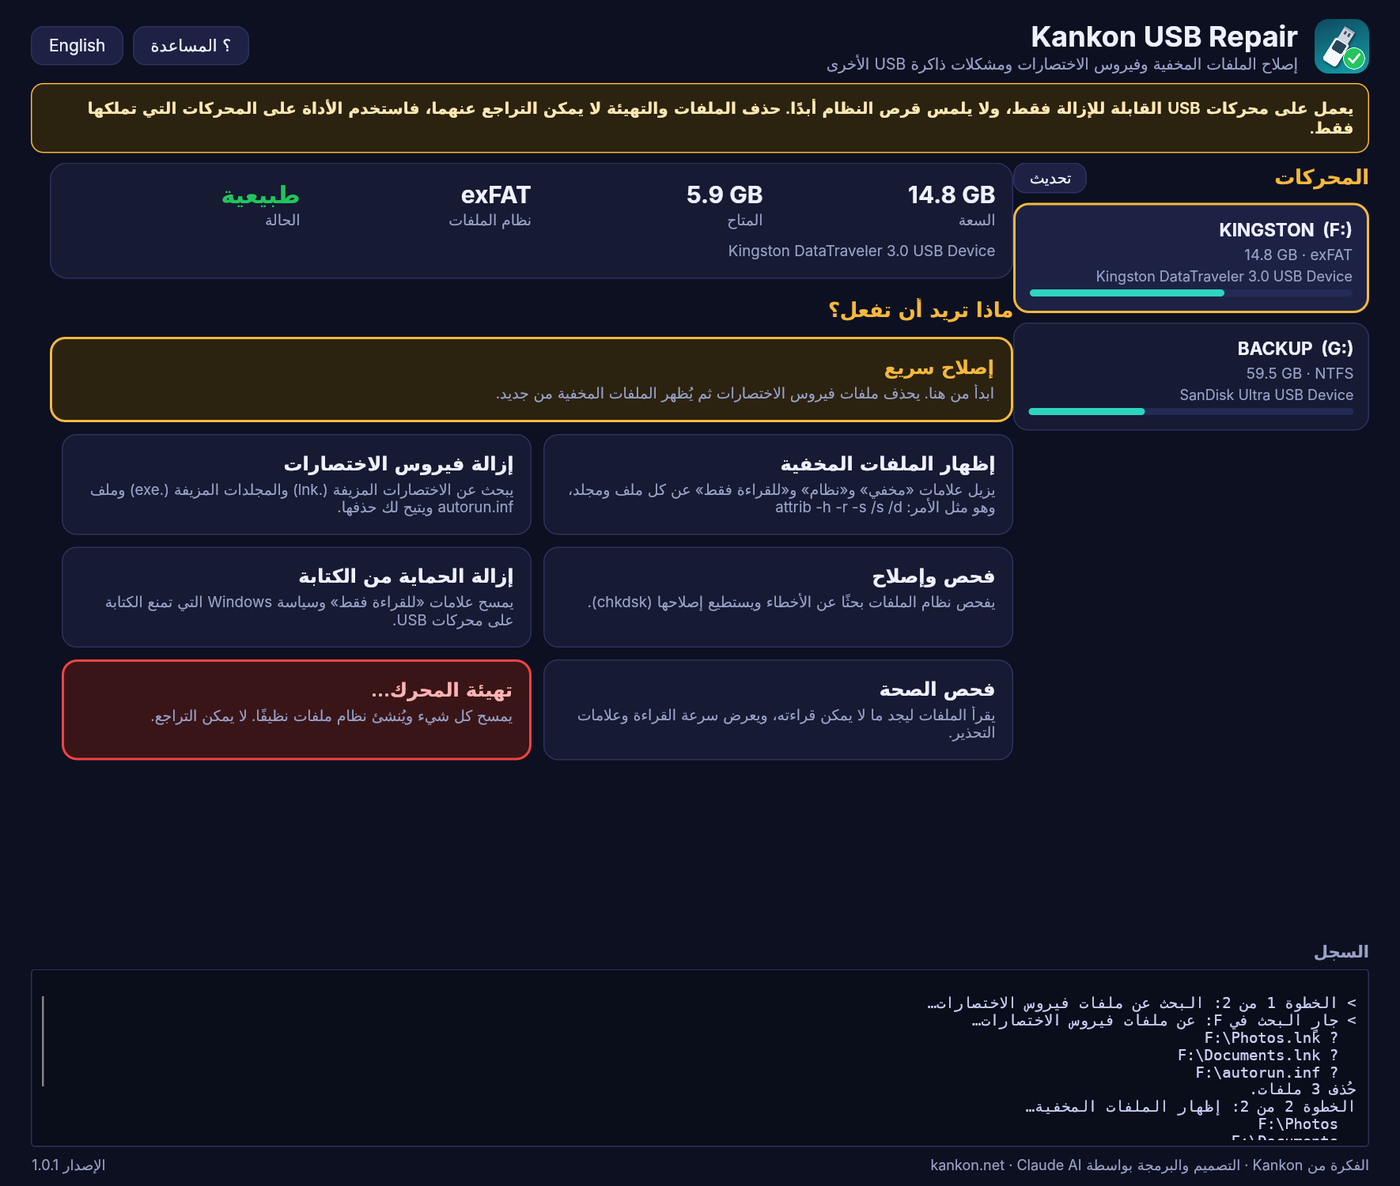 Kankon USB Repair
إصلاح الملفات المخفية وفيروس الاختصارات ومشكلات ذاكرة USB الأخرى
؟ المساعدة
English
يعمل على محركات USB القابلة للإزالة فقط، ولا يلمس قرص النظام أبدًا. حذف الملفات والتهيئة لا يمكن التراجع عنهما، فاستخدم الأداة على المحركات التي تملكها
فقط.
المحركات
تحديث
KINGSTON (F:)
14.8 GB · exFAT
Kingston DataTraveler 3.0 USB Device
BACKUP (G:)
59.5 GB · NTFS
SanDisk Ultra USB Device
14.8 GB
السعة
5.9 GB
المتاح
exFAT
نظام الملفات
طبيعية
الحالة
Kingston DataTraveler 3.0 USB Device
ماذا تريد أن تفعل؟
إصلاح سريع
ابدأ من هنا. يحذف ملفات فيروس الاختصارات ثم يُظهر الملفات المخفية من جديد.
إظهار الملفات المخفية
يزيل علامات «مخفي» و«نظام» و«للقراءة فقط» عن كل ملف ومجلد،
وهو مثل الأمر: attrib -h -r -s /s /d
إزالة فيروس الاختصارات
يبحث عن الاختصارات المزيفة (.lnk) والمجلدات المزيفة (.exe) وملف
autorun.inf ويتيح لك حذفها.
فحص وإصلاح
يفحص نظام الملفات بحثًا عن الأخطاء ويستطيع إصلاحها (chkdsk).
إزالة الحماية من الكتابة
يمسح علامات «للقراءة فقط» وسياسة Windows التي تمنع الكتابة
على محركات USB.
فحص الصحة
يقرأ الملفات ليجد ما لا يمكن قراءته، ويعرض سرعة القراءة وعلامات
التحذير.
تهيئة المحرك...
يمسح كل شيء ويُنشئ نظام ملفات نظيفًا. لا يمكن التراجع.
السجل
> الخطوة 1 من 2: البحث عن ملفات فيروس الاختصارات…
> جارٍ البحث في F: عن ملفات فيروس الاختصارات…
? F:\Photos.lnk
? F:\Documents.lnk
? F:\autorun.inf
حُذف 3 ملفات.
الخطوة 2 من 2: إظهار الملفات المخفية…
F:\Photos
F:\Documents
الفكرة من Kankon · التصميم والبرمجة بواسطة Claude AI · kankon.net
الإصدار 1.0.1